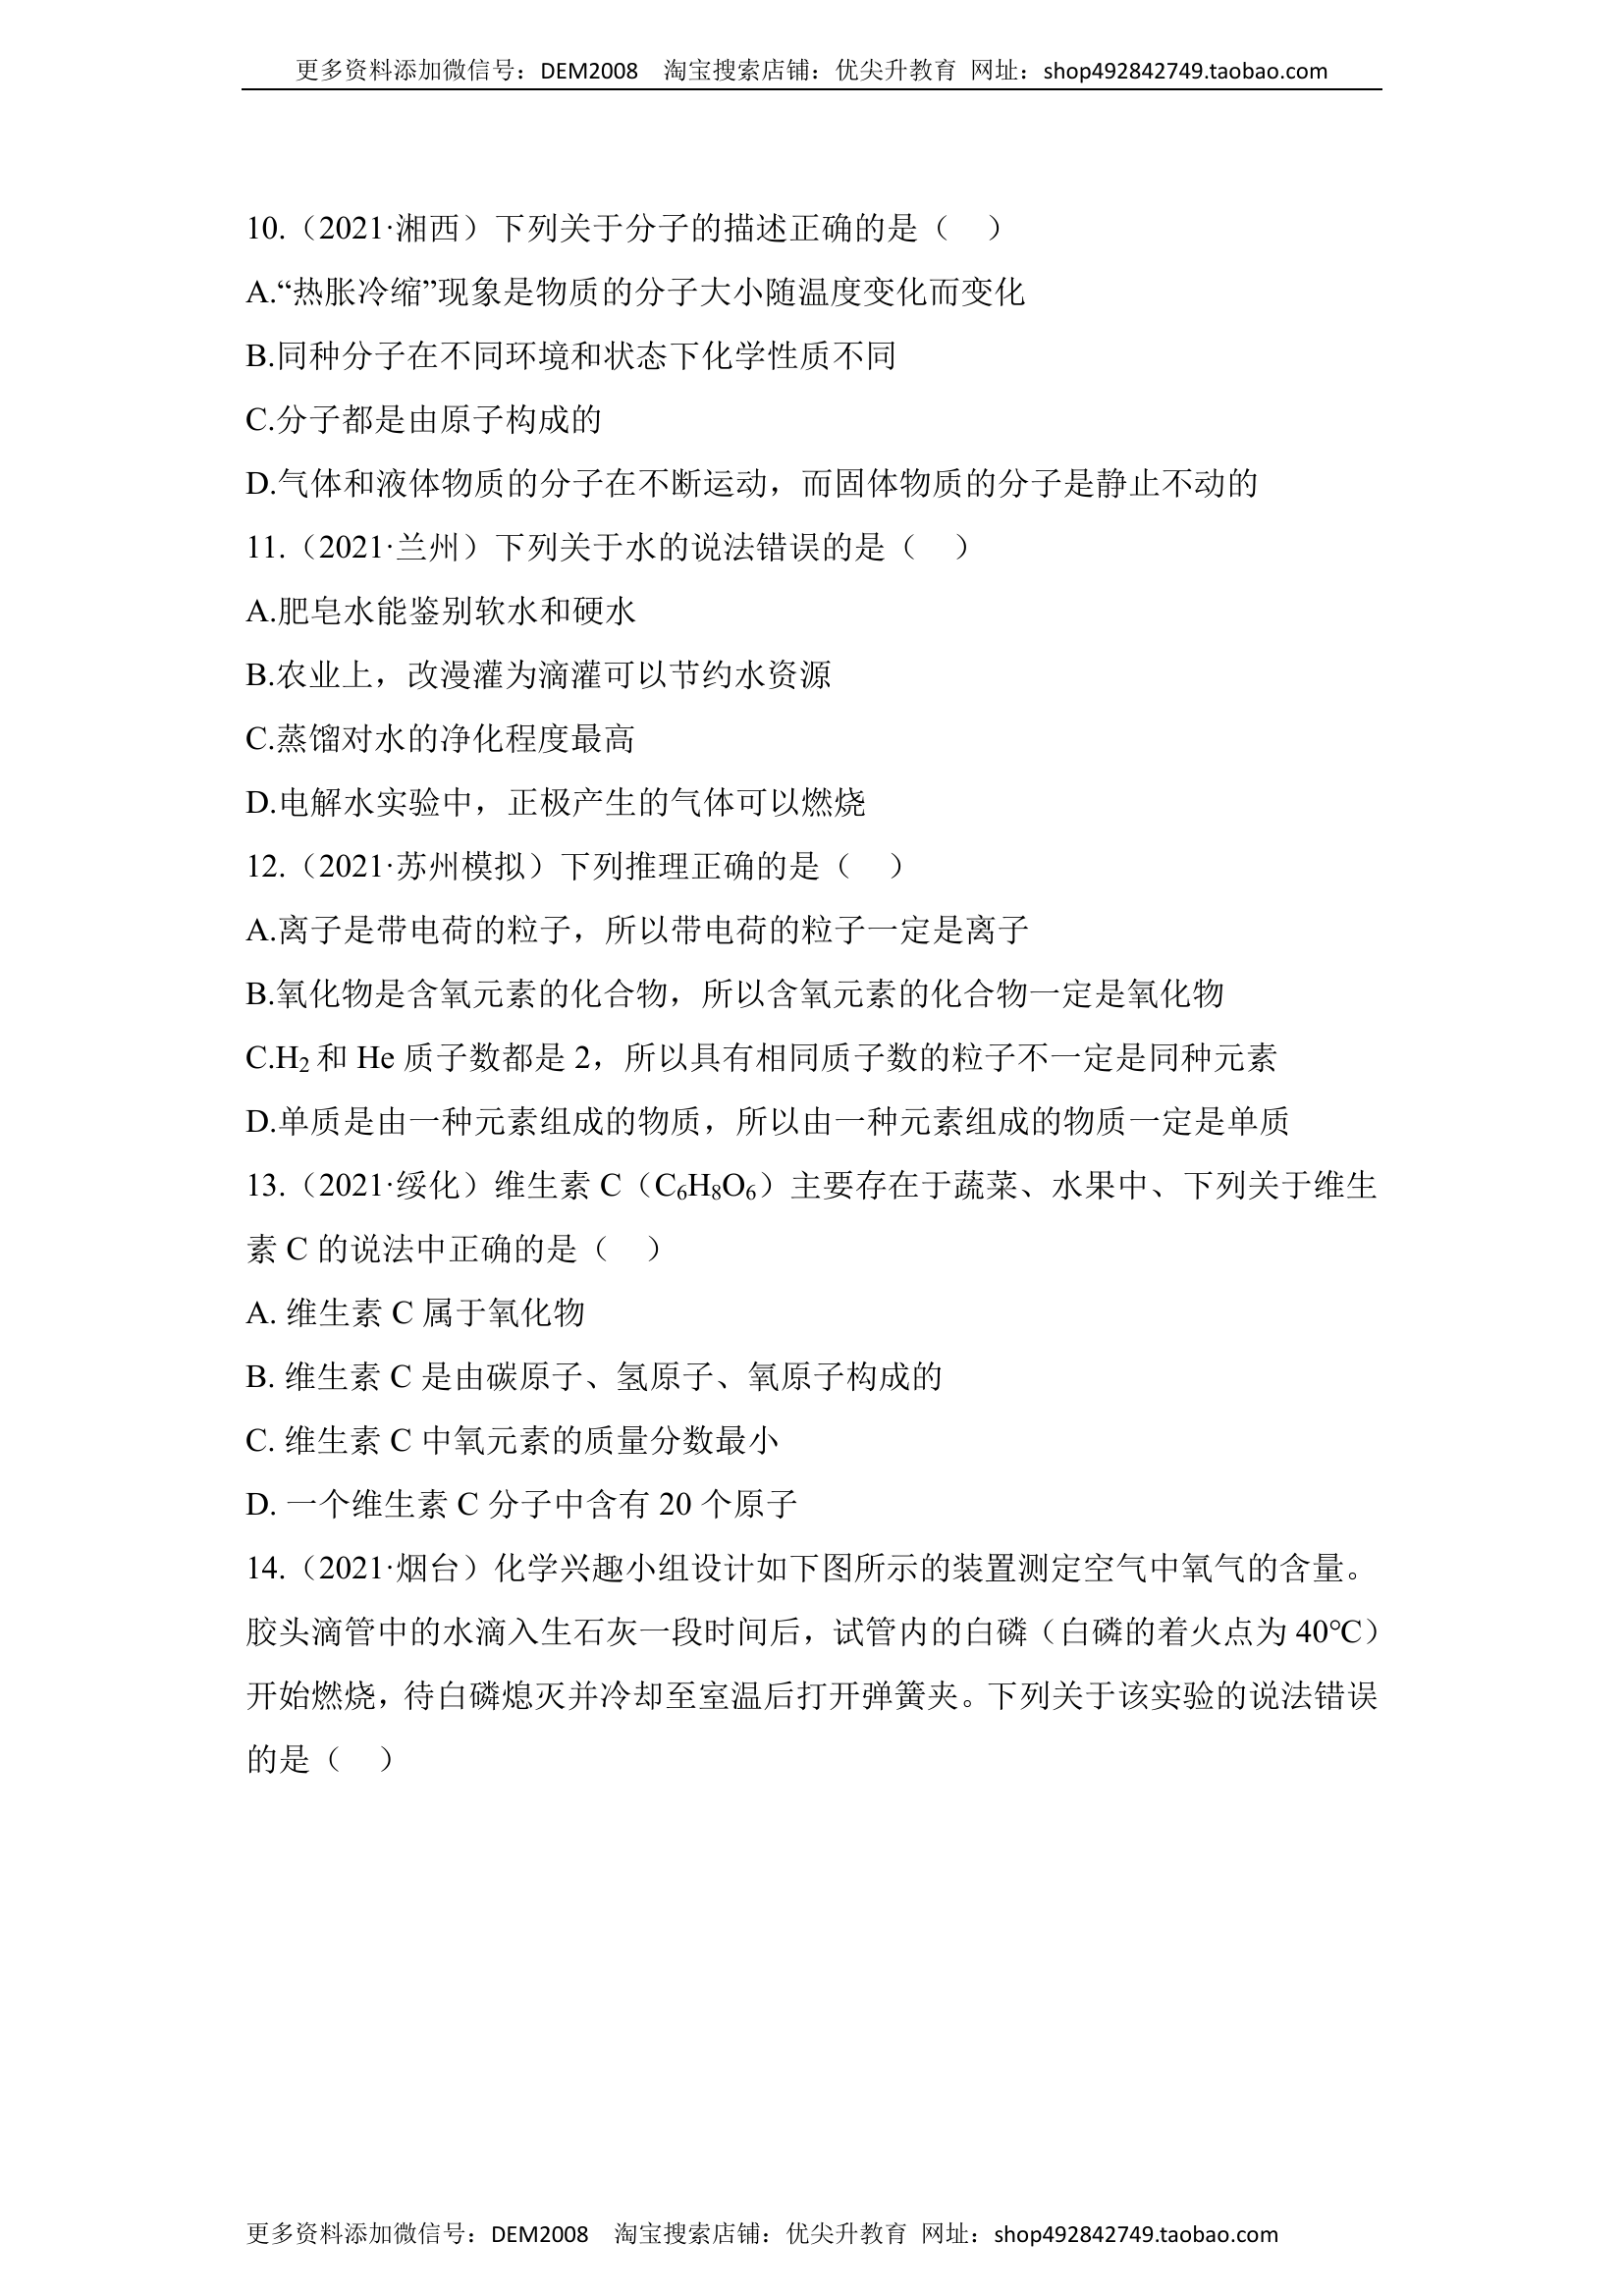 更多资料添加微信号：DEM2008 淘宝搜索店铺：优尖升教育 网址：shop492842749.taobao.com
10.（2021·湘西）下列关于分子的描述正确的是（ ）
A.“热胀冷缩”现象是物质的分子大小随温度变化而变化
B.同种分子在不同环境和状态下化学性质不同
C.分子都是由原子构成的
D.气体和液体物质的分子在不断运动，而固体物质的分子是静止不动的
11.（2021·兰州）下列关于水的说法错误的是（ ）
A.肥皂水能鉴别软水和硬水
B.农业上，改漫灌为滴灌可以节约水资源
C.蒸馏对水的净化程度最高
D.电解水实验中，正极产生的气体可以燃烧
12.（2021·苏州模拟）下列推理正确的是（ ）
A.离子是带电荷的粒子，所以带电荷的粒子一定是离子
B.氧化物是含氧元素的化合物，所以含氧元素的化合物一定是氧化物
C.H₂和 He 质子数都是 2，所以具有相同质子数的粒子不一定是同种元素
D.单质是由一种元素组成的物质，所以由一种元素组成的物质一定是单质
13.（2021·绥化）维生素 C（C₆H₈O₆）主要存在于蔬菜、水果中、下列关于维生
素 C 的说法中正确的是（ ）
A. 维生素 C 属于氧化物
B. 维生素 C 是由碳原子、氢原子、氧原子构成的
C. 维生素 C 中氧元素的质量分数最小
D. 一个维生素 C 分子中含有 20 个原子
14.（2021·烟台）化学兴趣小组设计如下图所示的装置测定空气中氧气的含量。
胶头滴管中的水滴入生石灰一段时间后，试管内的白磷（白磷的着火点为 40℃）
开始燃烧，待白磷熄灭并冷却至室温后打开弹簧夹。下列关于该实验的说法错误
的是（ ）
更多资料添加微信号：DEM2008 淘宝搜索店铺：优尖升教育 网址：shop492842749.taobao.com